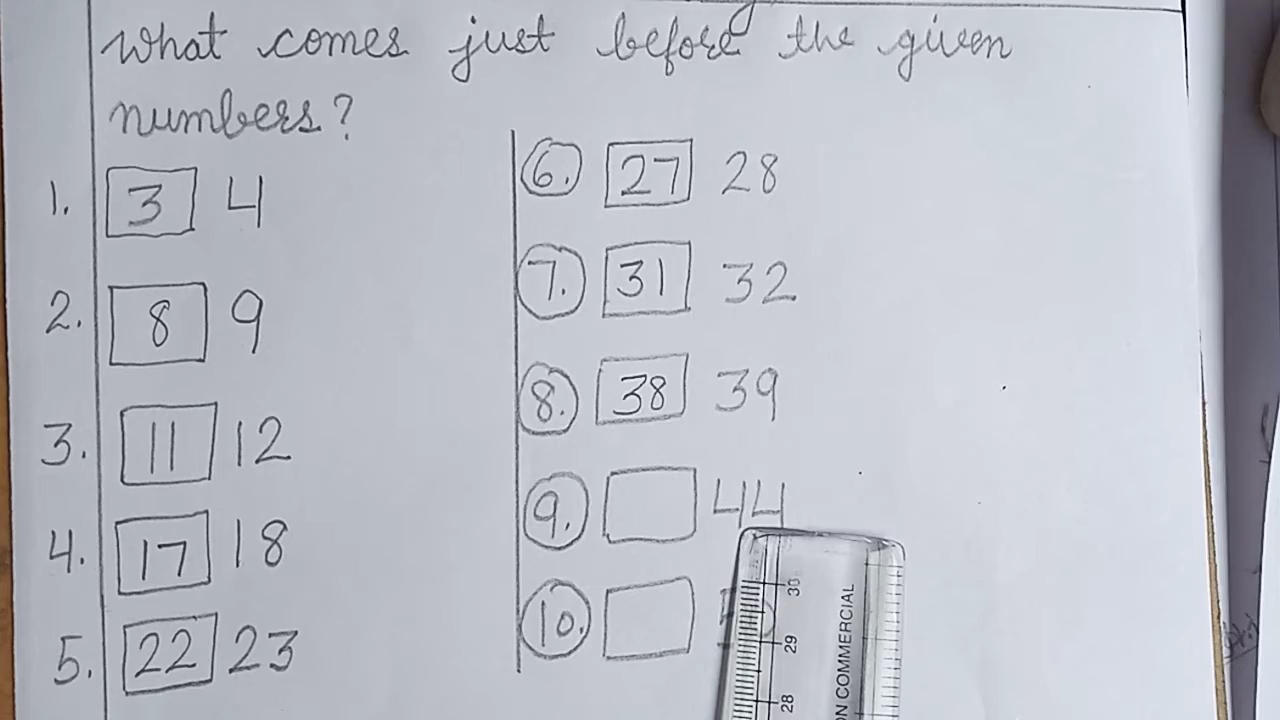 What comes just before the given
numbers?
1. 3 4
2. 8 9
3. 11 12
4. 17 18
5. 22 23
6. 27 28
7. 31 32
8. 38 39
9. 44
10.
30
29
28
COMMERCIAL